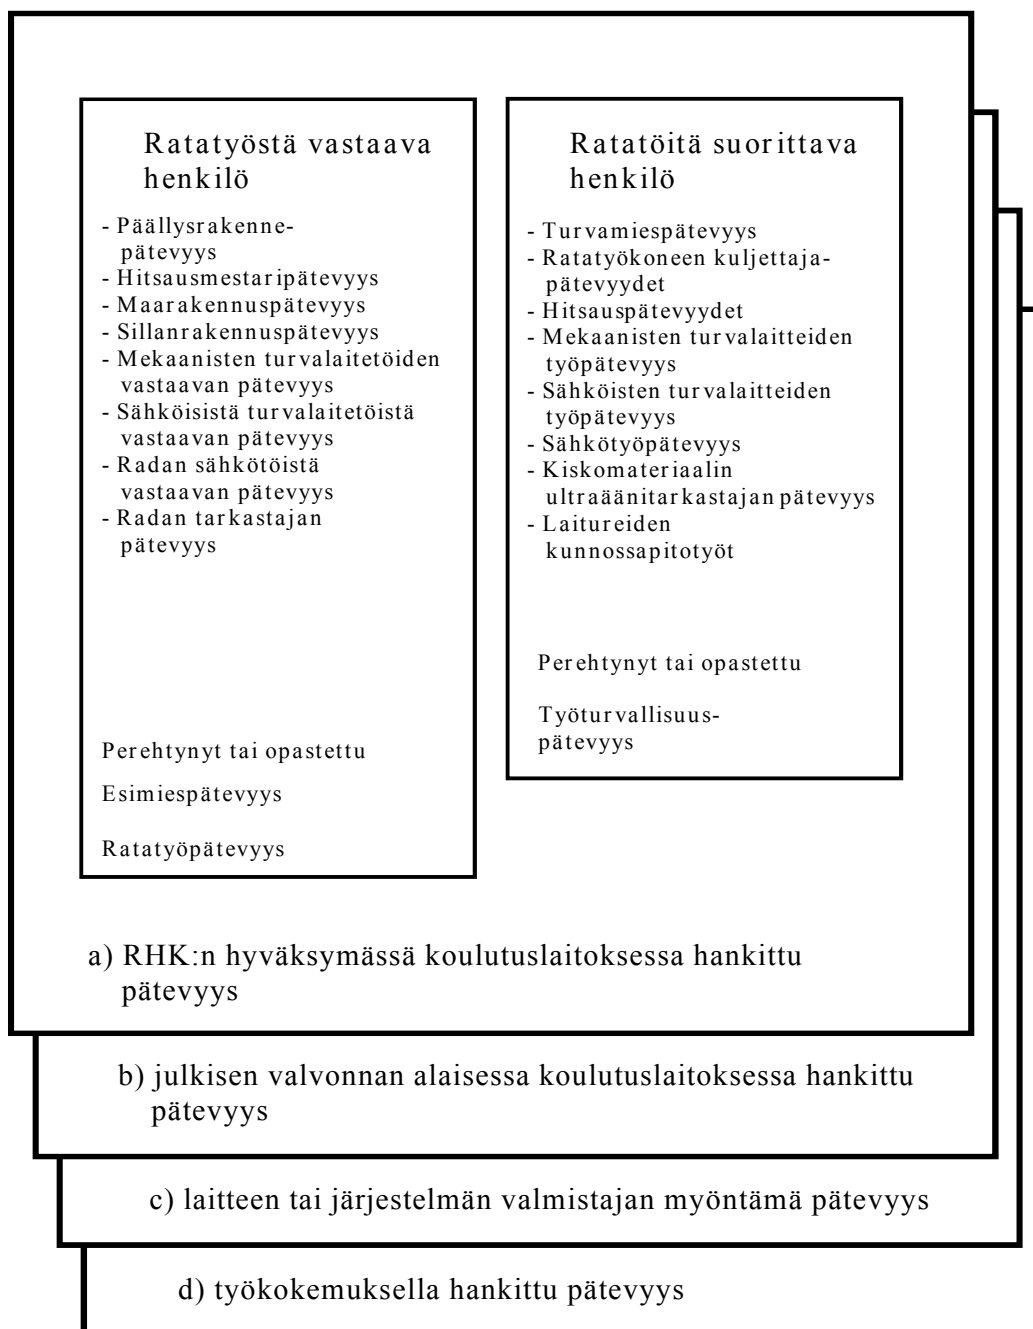 Ratatyöstä vastaava
henkilö
- Päällysrakenne-
pätevyys
- Hitsausmestaripätevyys
- Maarakennuspätevyys
- Sillanrakennuspätevyys
- Mekaanisten turvalaitetöiden
vastaavan pätevyys
- Sähköisistä turvalaitetöistä
vastaavan pätevyys
- Radan sähkötöistä
vastaavan pätevyys
- Radan tarkastajan
pätevyys
Perehtynyt tai opastettu
Esimiespätevyys
Ratatyöpätevyys
Ratatöitä suorittava
henkilö
- Turvamiespätevyys
- Ratatyökoneen kuljettaja-
pätevyydet
- Hitsauspätevyydet
- Mekaanisten turvalaitteiden
työpätevyys
- Sähköisten turvalaitteiden
työpätevyys
- Sähkötyöpätevyys
- Kiskomateriaalin
ultraäänitarkastajan pätevyys
- Laitureiden
kunnossapitotyöt
Perehtynyt tai opastettu
Työturvallisuus-
pätevyys
a) RHK:n hyväksymässä koulutuslaitoksessa hankittu
pätevyys
b) julkisen valvonnan alaisessa koulutuslaitoksessa hankittu
pätevyys
c) laitteen tai järjestelmän valmistajan myöntämä pätevyys
d) työkokemuksella hankittu pätevyys